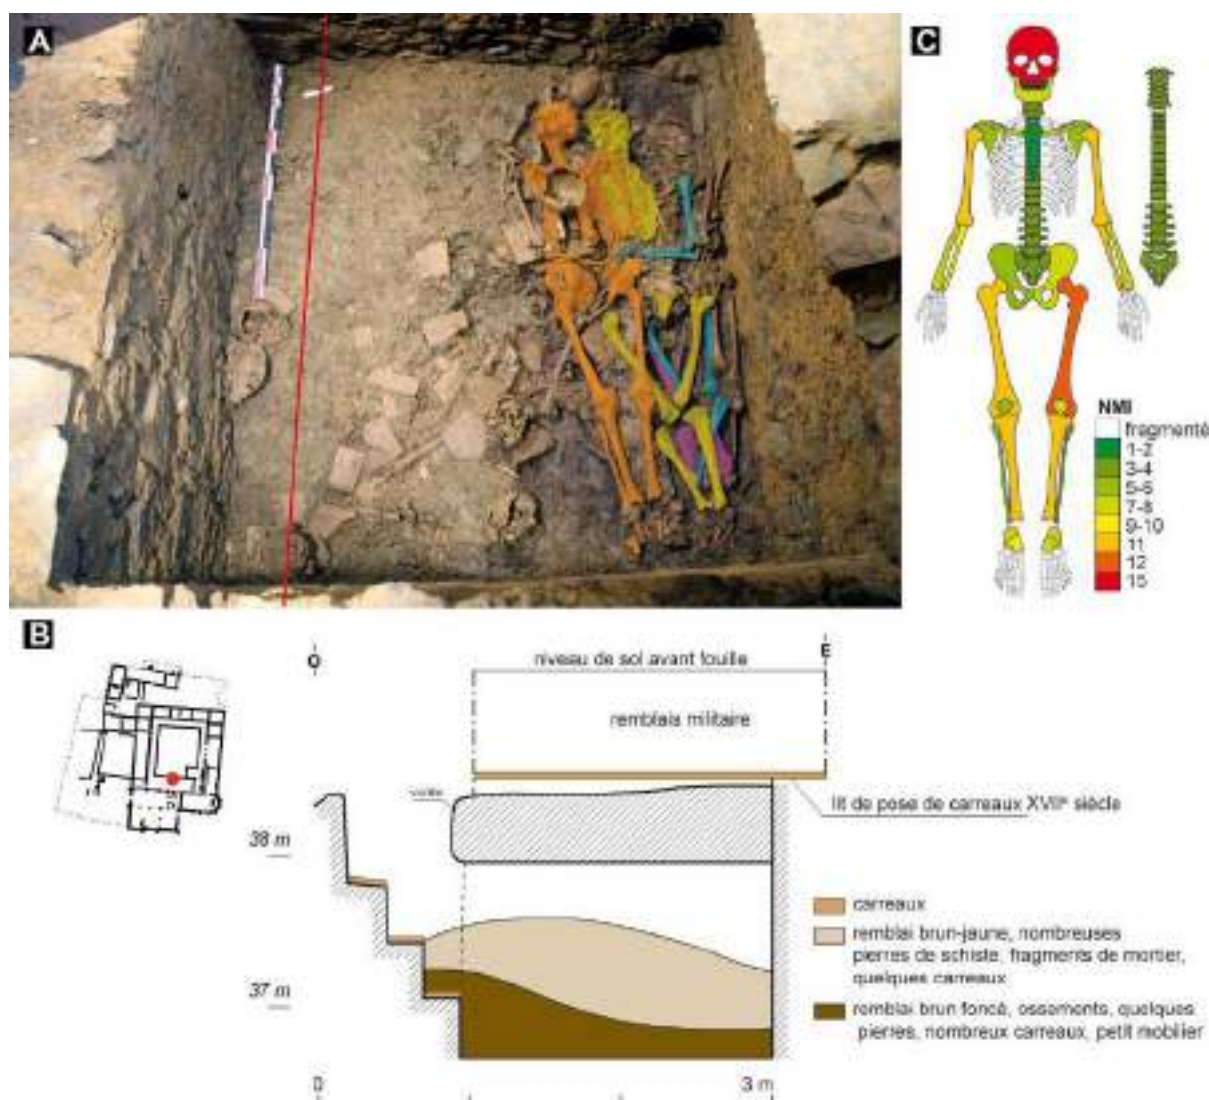 A
C
NMI
fragmenté
1-2
3-4
5-6
7-8
9-10
11
12
15
B
O
E
niveau de sol avant fouille
remblais militaire
voûte
lit de pose de carreaux XVIIe siècle
38 m
37 m
carreaux
remblai brun-jaune, nombreuses
pierres de schiste, fragments de mortier,
quelques carreaux
remblai brun foncé, ossements, quelques
pierres, nombreux carreaux, petit mobilier
0
3 m